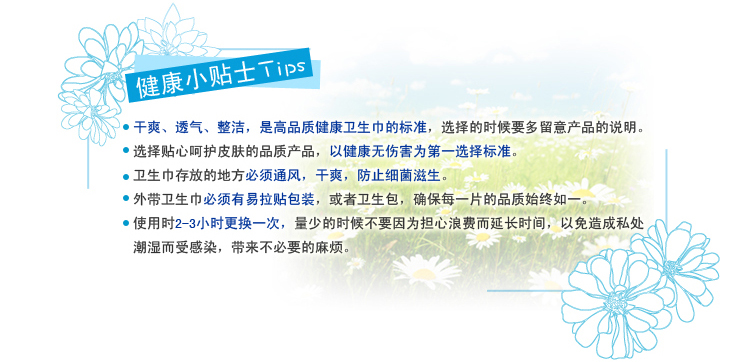 健康小贴士Tips
干爽、透气、整洁，是高品质健康卫生巾的标准，选择的时候要多留意产品的说明。
选择贴心呵护皮肤的品质产品，以健康无伤害为第一选择标准。
卫生巾存放的地方必须通风，干爽，防止细菌滋生。
外带卫生巾必须有易拉贴包装，或者卫生包，确保每一片的品质始终如一。
使用时2-3小时更换一次，量少的时候不要因为担心浪费而延长时间，以免造成私处
潮湿而受感染，带来不必要的麻烦。